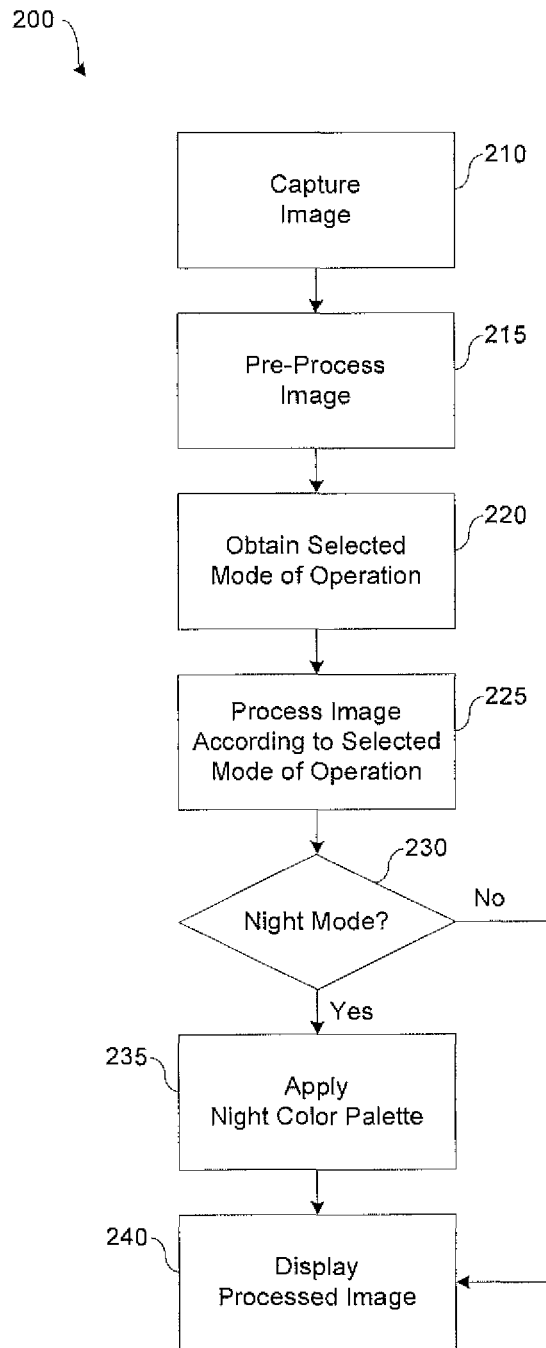 200
210
Capture
Image
215
Pre-Process
Image
220
Obtain Selected
Mode of Operation
225
Process Image
According to Selected
Mode of Operation
230
Night Mode?
No
Yes
235
Apply
Night Color Palette
240
Display
Processed Image